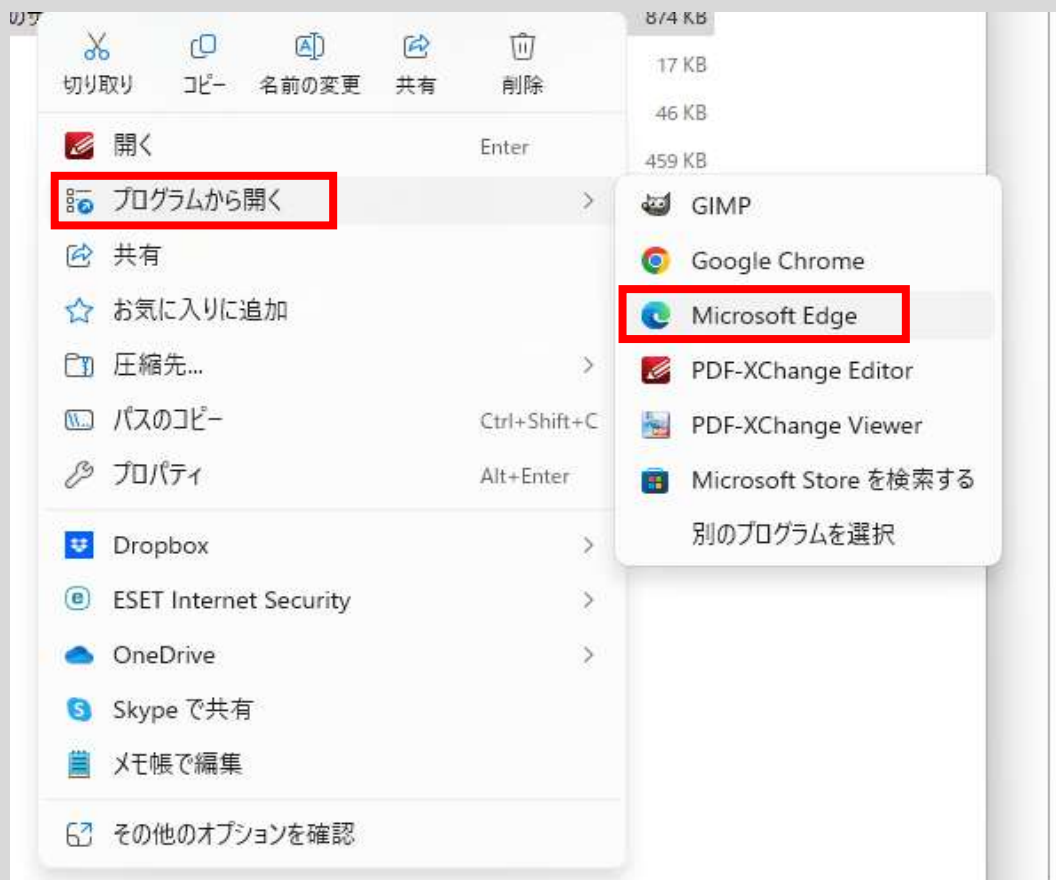 のサ
874 KB
切り取り コピー 名前の変更 共有 削除
17 KB
46 KB
開く Enter
459 KB
プログラムから開く
GIMP
共有
Google Chrome
お気に入りに追加
Microsoft Edge
圧縮先...
PDF-XChange Editor
パスのコピー Ctrl+Shift+C
PDF-XChange Viewer
プロパティ Alt+Enter
Microsoft Store を検索する
別のプログラムを選択
Dropbox
ESET Internet Security
OneDrive
Skype で共有
メモ帳で編集
その他のオプションを確認